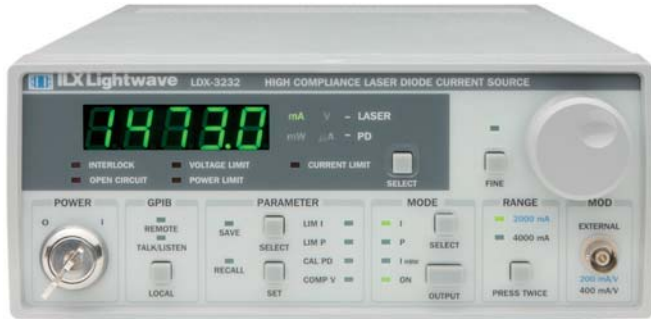 ILX Lightwave LDX-3232 HIGH COMPLIANCE LASER DIODE CURRENT SOURCE
1473.0
mA V – LASER
mW µA – PD
INTERLOCK VOLTAGE LIMIT CURRENT LIMIT
OPEN CIRCUIT POWER LIMIT
SELECT
FINE
POWER GPIB PARAMETER MODE RANGE MOD
O I
REMOTE
TALK/LISTEN
LOCAL
SAVE
SELECT
RECALL
SET
LIM I
LIM P
CAL PD
COMP V
I
P
I HBW
ON
SELECT
OUTPUT
2000 mA
4000 mA
PRESS TWICE
EXTERNAL
200 mA/V
400 mA/V